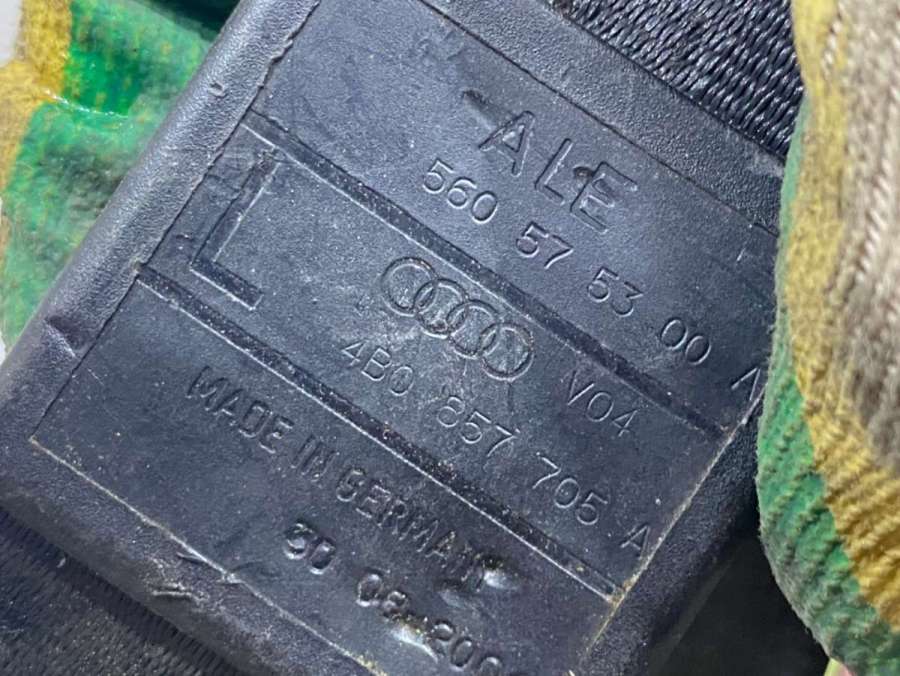 ALE
560 57 53 00 A
L
V04
4B0 857 705 A
MADE IN GERMANY